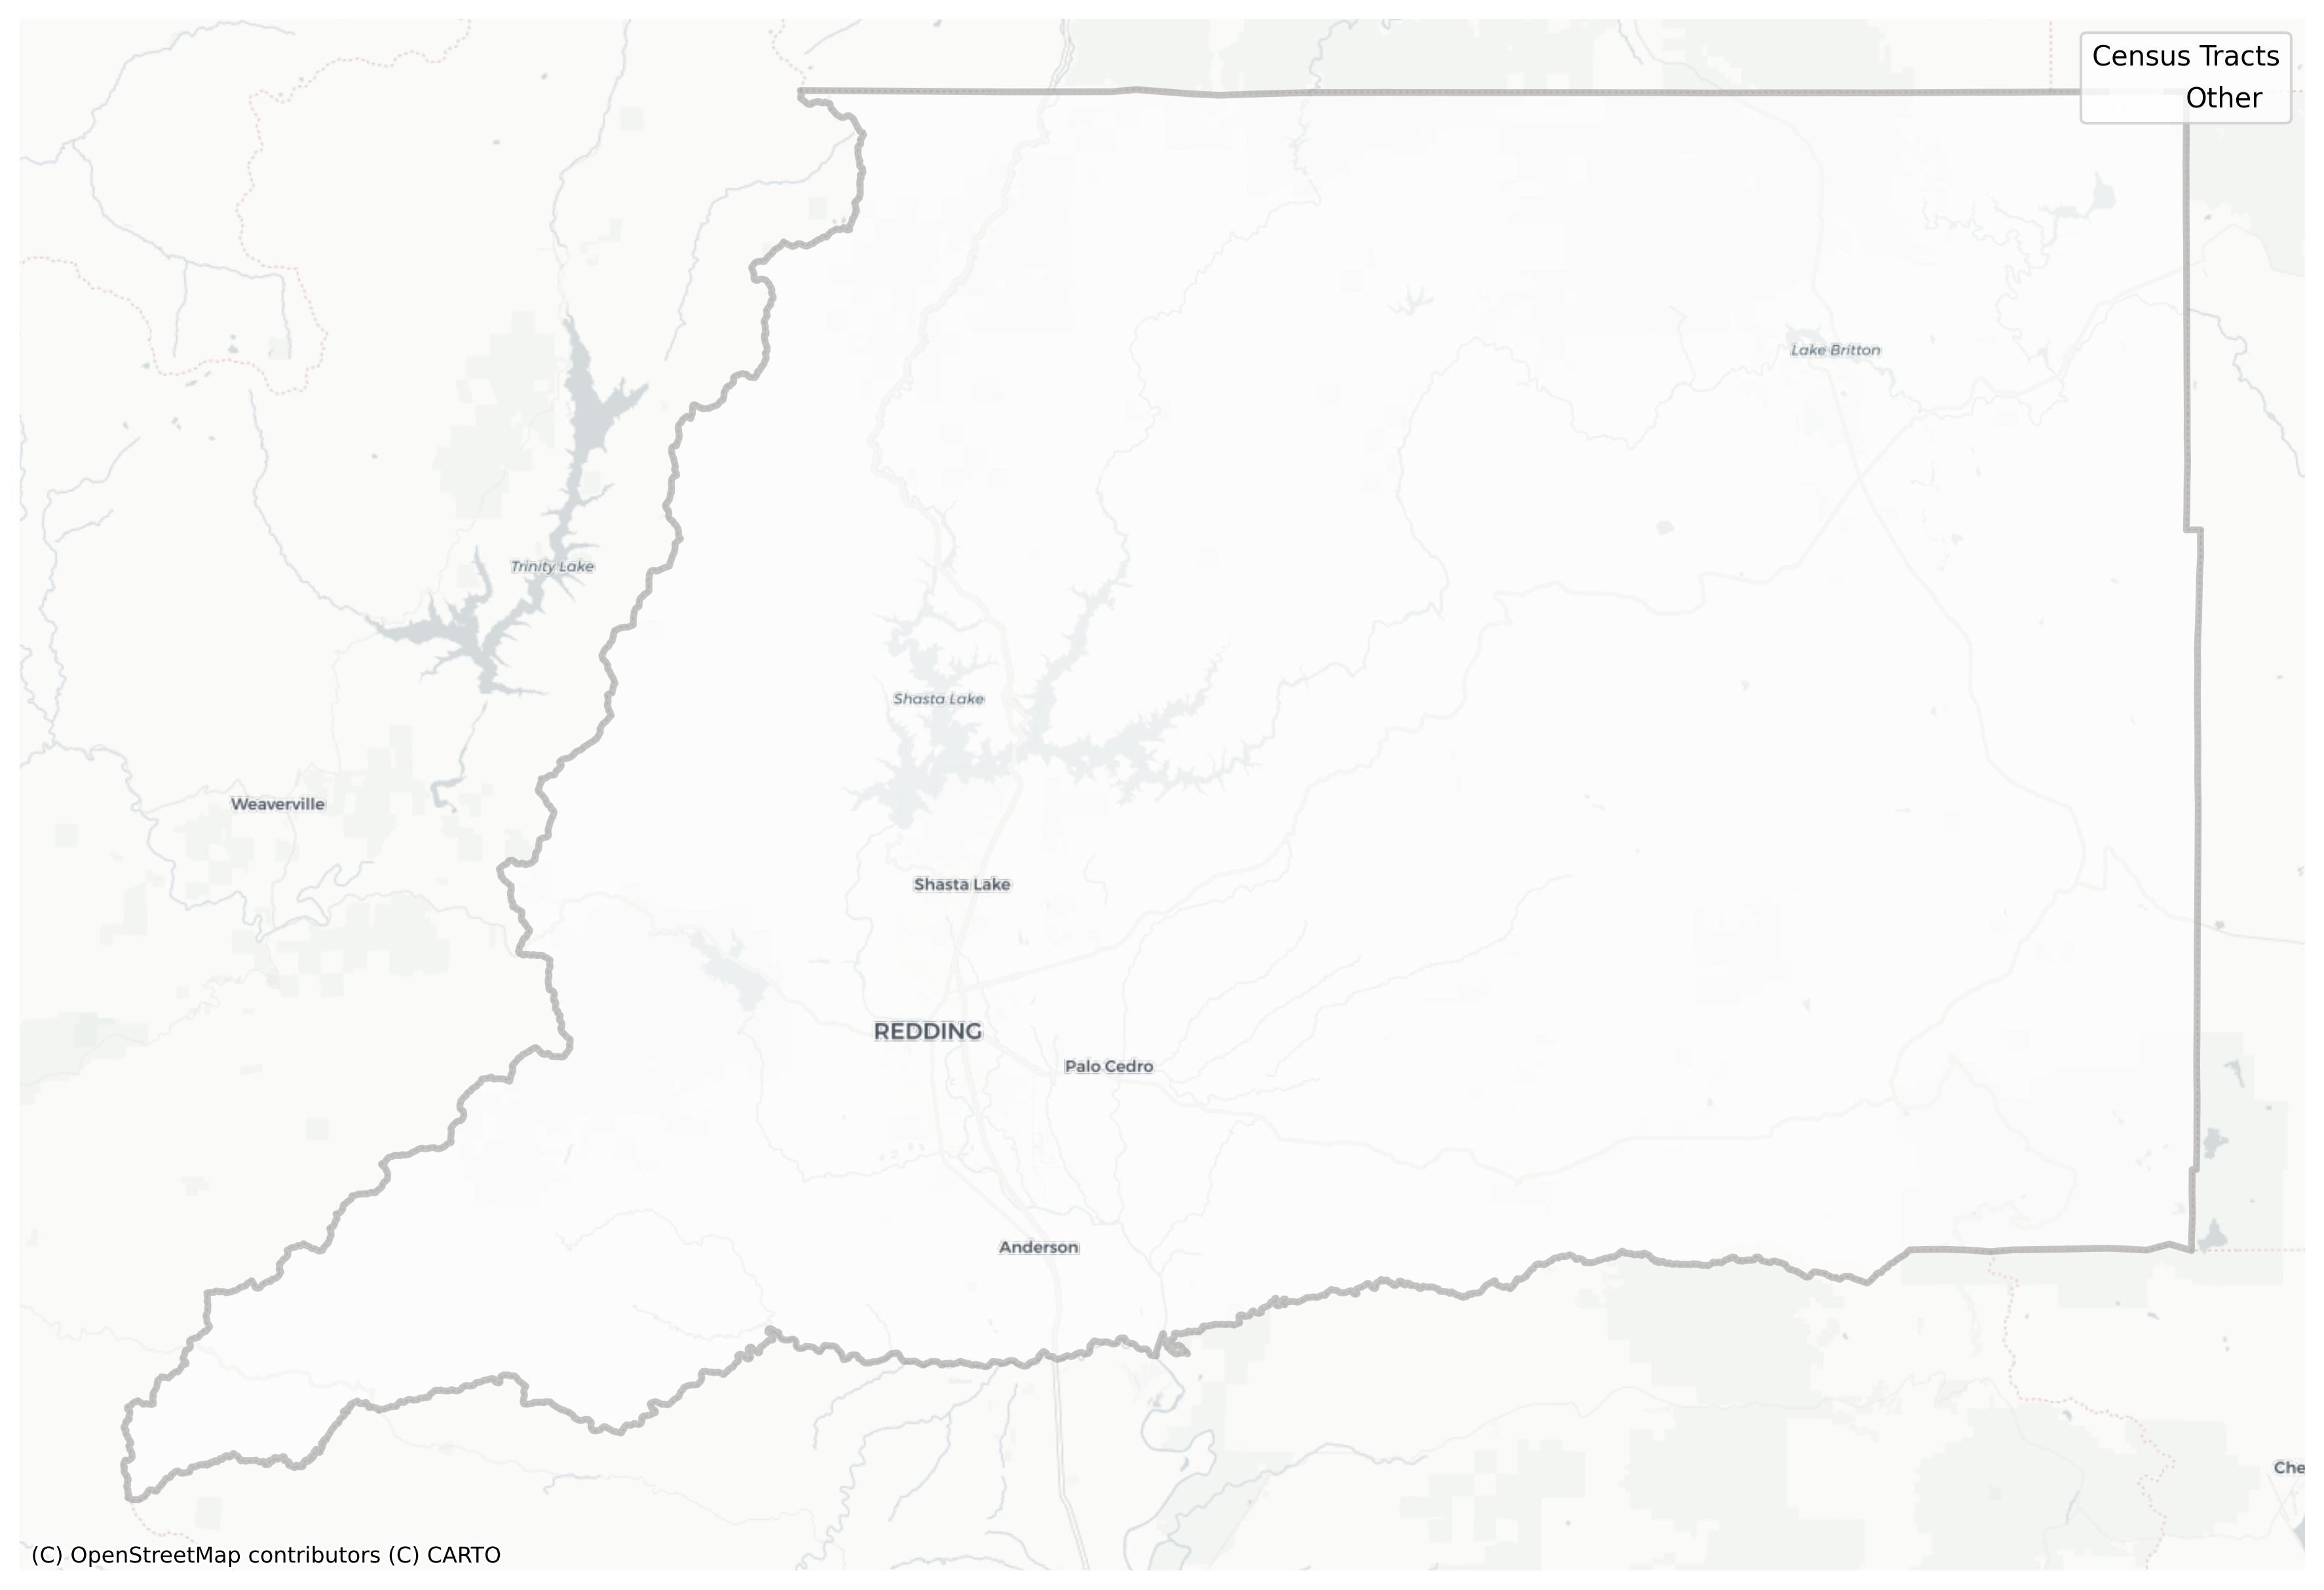 Census Tracts
Other
Lake Britton
Trinity Lake
Shasta Lake
Weaverville
Shasta Lake
REDDING
Palo Cedro
Anderson
Che
(C) OpenStreetMap contributors (C) CARTO